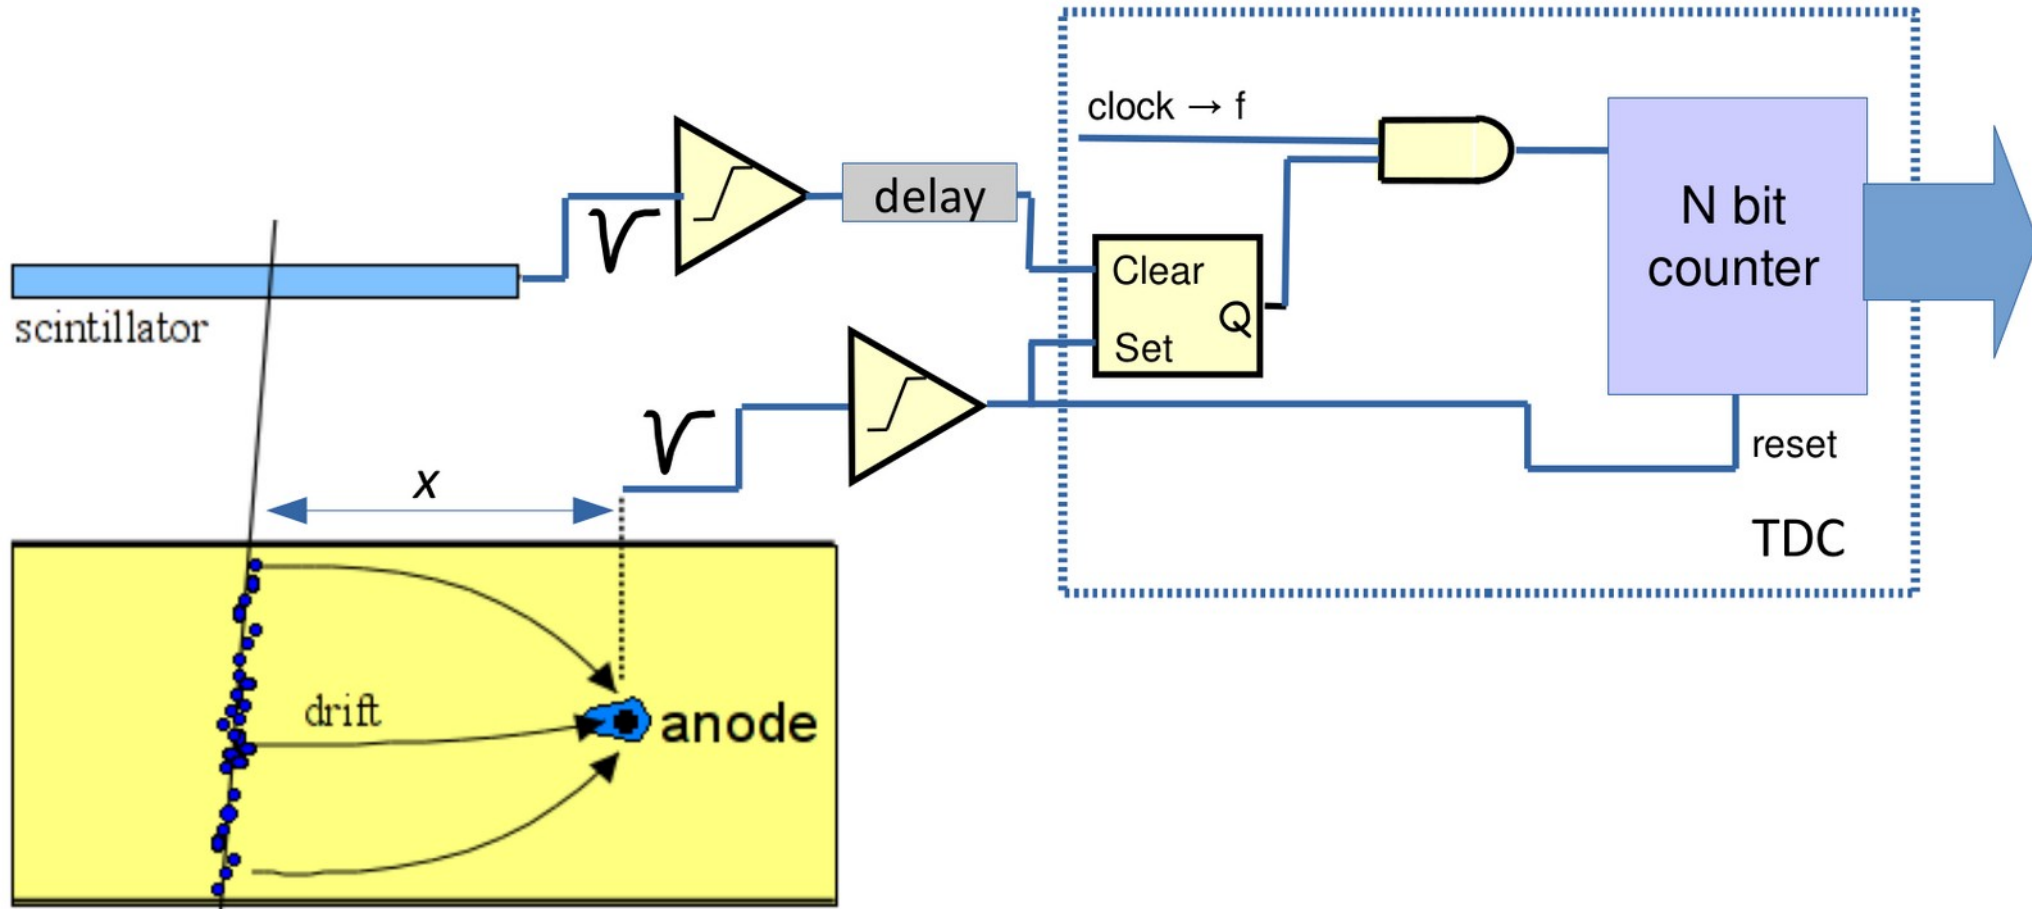 clock → f
delay
N bit
counter
Clear
Q
Set
scintillator
reset
x
TDC
drift
anode